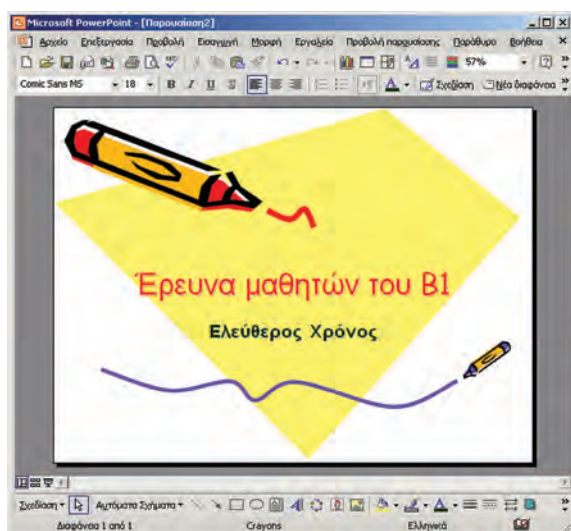 Microsoft PowerPoint - [Παρουσίαση2]
Αρχείο Επεξεργασία Προβολή Εισαγωγή Μορφή Εργαλεία Προβολή παρουσίασης Παράθυρο Βοήθεια
57%
Comic Sans MS 18 B I U S A Σχεδίαση Νέα διαφάνεια
Έρευνα μαθητών του Β1
Ελεύθερος Χρόνος
Σχεδίαση Αυτόματα Σχήματα
Διαφάνεια 1 από 1 Crayons Ελληνικά